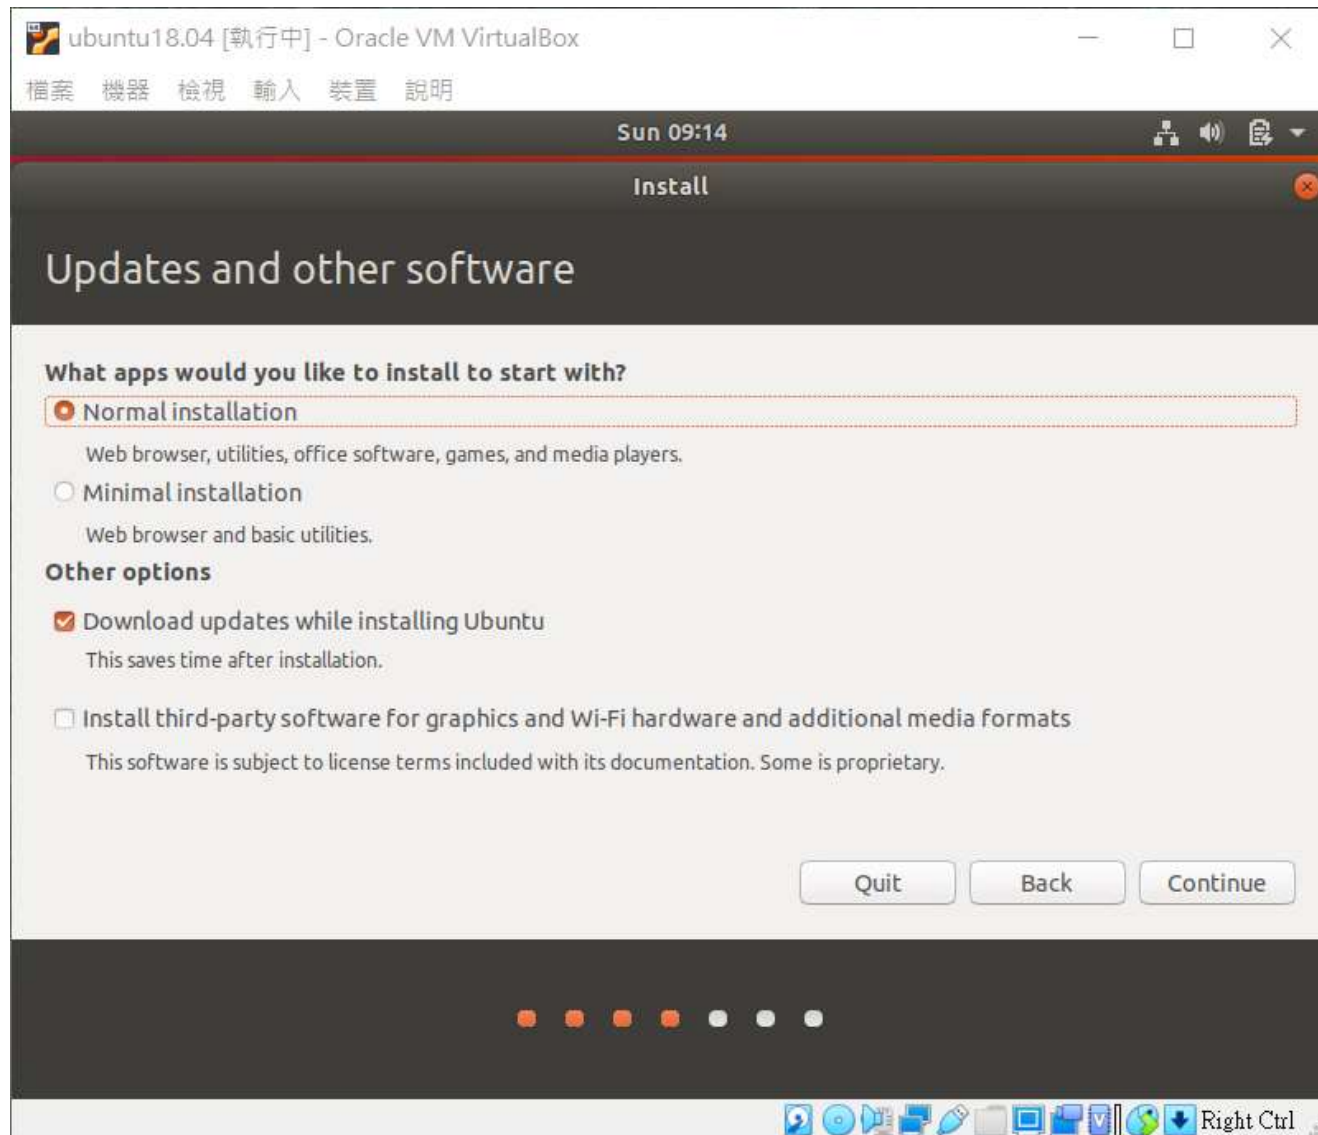 ubuntu18.04 [執行中] - Oracle VM VirtualBox
檔案 機器 檢視 輸入 裝置 說明
Sun 09:14
Install
Updates and other software
What apps would you like to install to start with?
Normal installation
Web browser, utilities, office software, games, and media players.
Minimal installation
Web browser and basic utilities.
Other options
Download updates while installing Ubuntu
This saves time after installation.
Install third-party software for graphics and Wi-Fi hardware and additional media formats
This software is subject to license terms included with its documentation. Some is proprietary.
Quit Back Continue
Right Ctrl